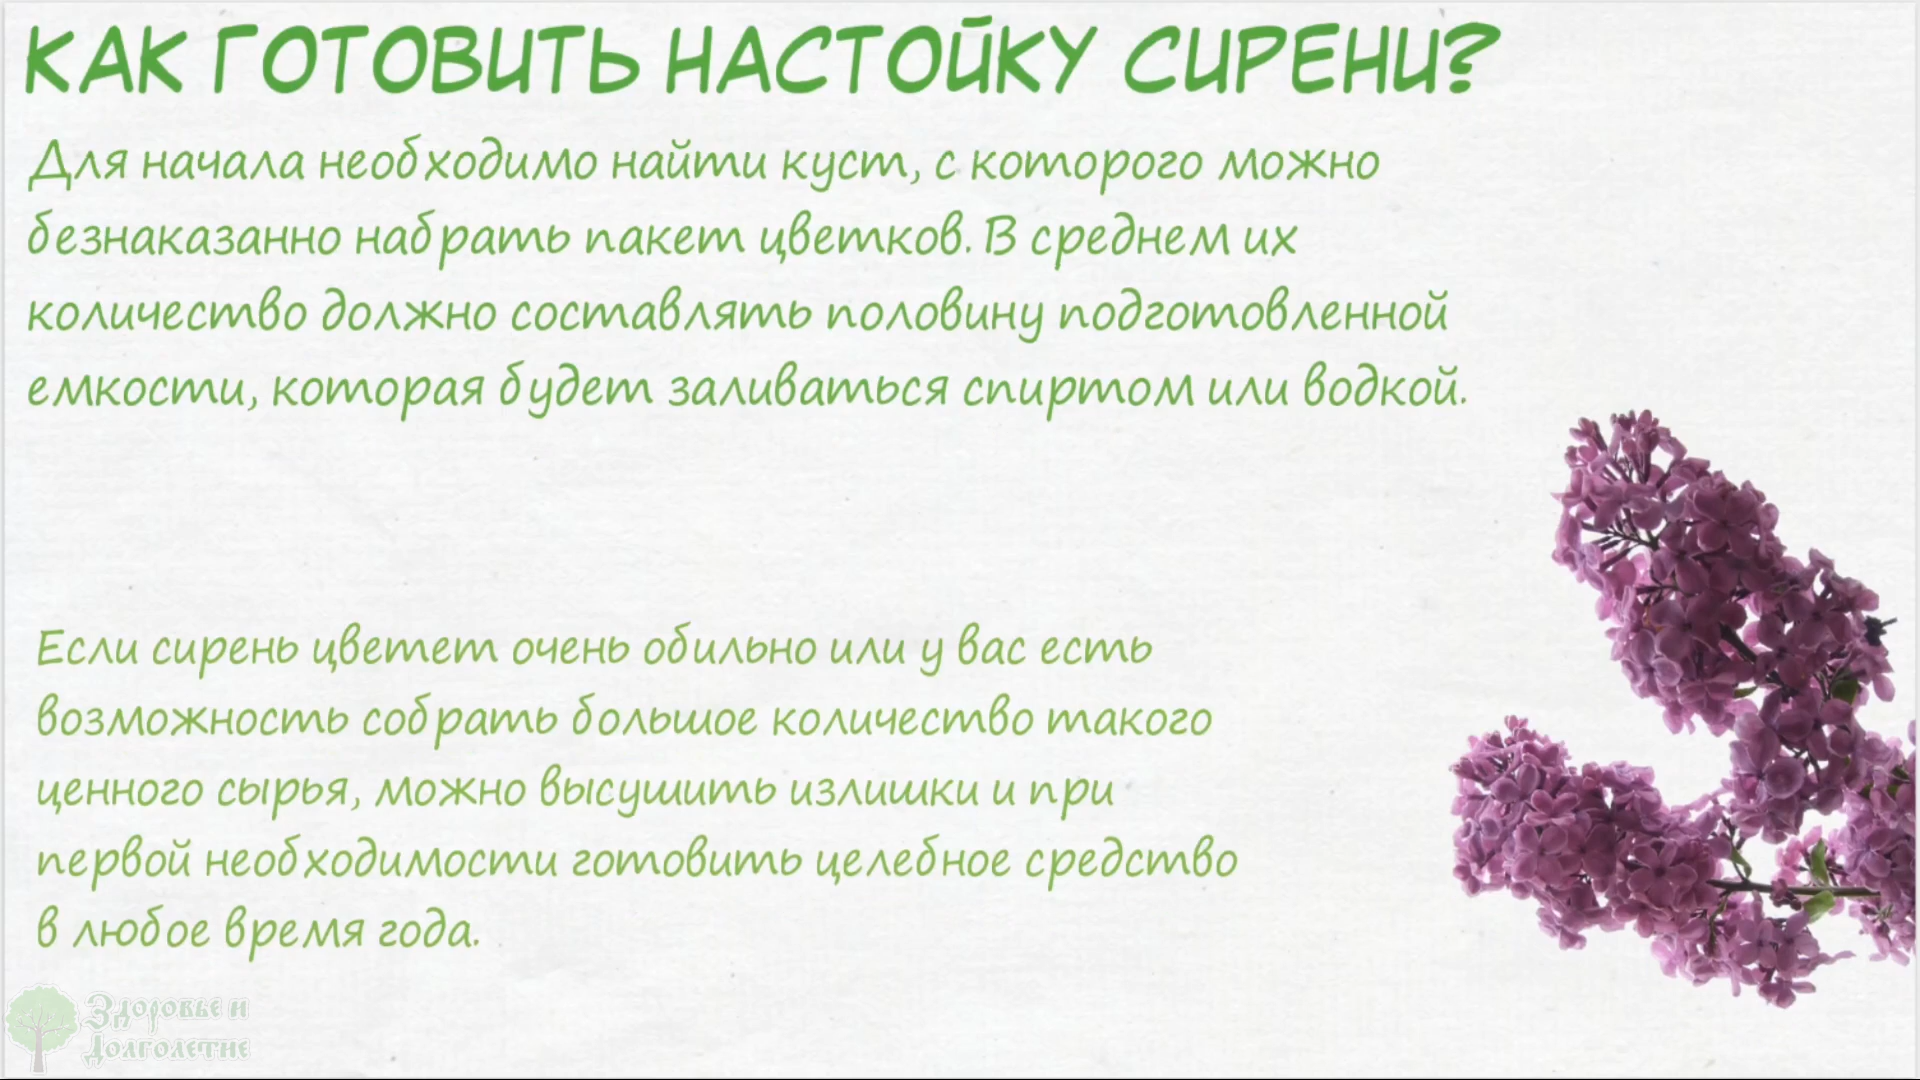 КАК ГОТОВИТЬ НАСТОЙКУ СИРЕНИ?
Для начала необходимо найти куст, с которого можно
безнаказанно набрать пакет цветков. В среднем их
количество должно составлять половину подготовленной
емкости, которая будет заливаться спиртом или водкой.
Если сирень цветет очень обильно или у вас есть
возможность собрать большое количество такого
ценного сырья, можно высушить излишки и при
первой необходимости готовить целебное средство
в любое время года.
Здоровье и
Долголетие